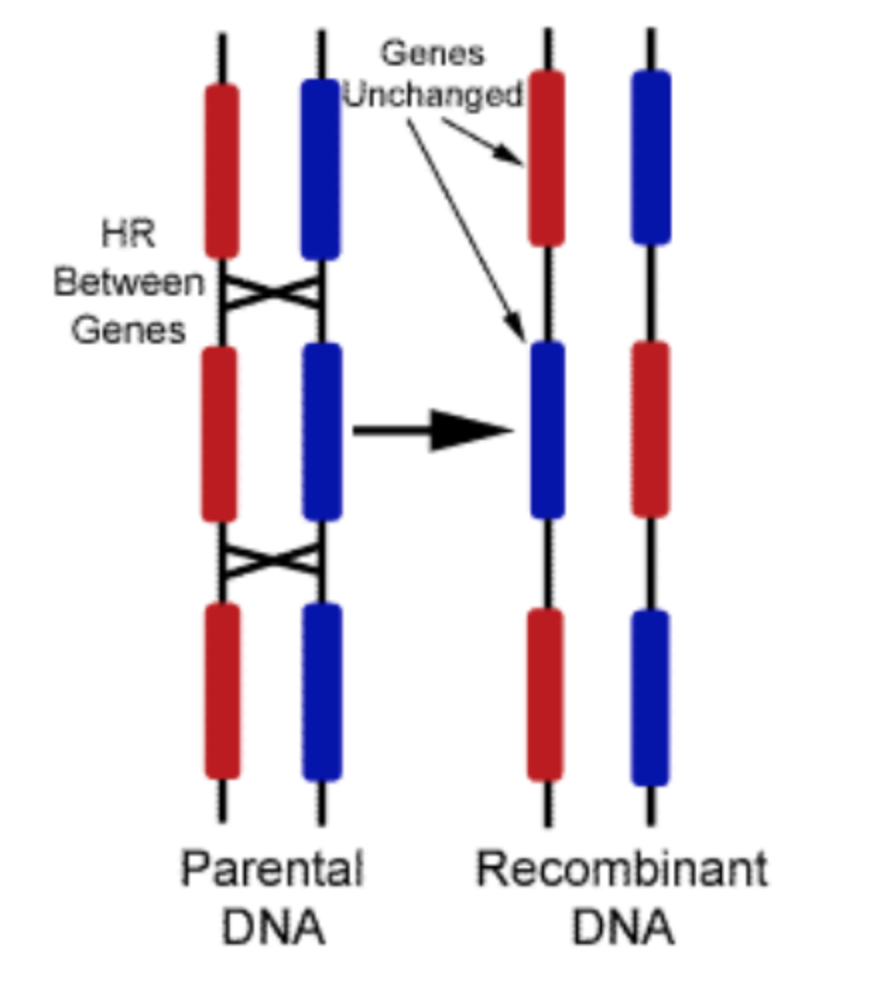 Genes
Unchanged
HR
Between
Genes
Parental
DNA
Recombinant
DNA